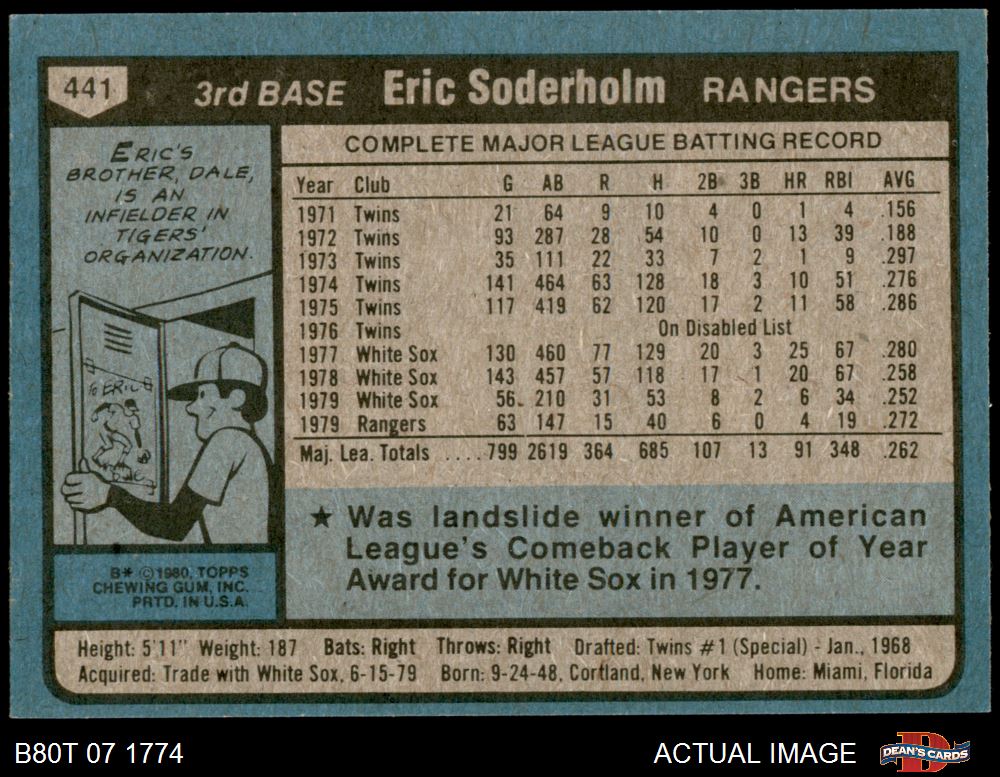 441 3rd BASE Eric Soderholm RANGERS
ERIC'S
BROTHER, DALE,
IS AN
INFIELDER IN
TIGERS'
ORGANIZATION.
TO ERIC
DALE
B* ©1980, TOPPS
CHEWING GUM, INC.
PRTD. IN U.S.A.
COMPLETE MAJOR LEAGUE BATTING RECORD
Year Club G AB R H 2B 3B HR RBI AVG
1971 Twins 21 64 9 10 4 0 1 4 .156
1972 Twins 93 287 28 54 10 0 13 39 .188
1973 Twins 35 111 22 33 7 2 1 9 .297
1974 Twins 141 464 63 128 18 3 10 51 .276
1975 Twins 117 419 62 120 17 2 11 58 .286
1976 Twins On Disabled List
1977 White Sox 130 460 77 129 20 3 25 67 .280
1978 White Sox 143 457 57 118 17 1 20 67 .258
1979 White Sox 56 210 31 53 8 2 6 34 .252
1979 Rangers 63 147 15 40 6 0 4 19 .272
Maj. Lea. Totals ....799 2619 364 685 107 13 91 348 .262
★ Was landslide winner of American
League's Comeback Player of Year
Award for White Sox in 1977.
Height: 5'11" Weight: 187 Bats: Right Throws: Right Drafted: Twins #1 (Special) - Jan., 1968
Acquired: Trade with White Sox, 6-15-79 Born: 9-24-48, Cortland, New York Home: Miami, Florida
B80T 07 1774 ACTUAL IMAGE DEAN'S CARDS